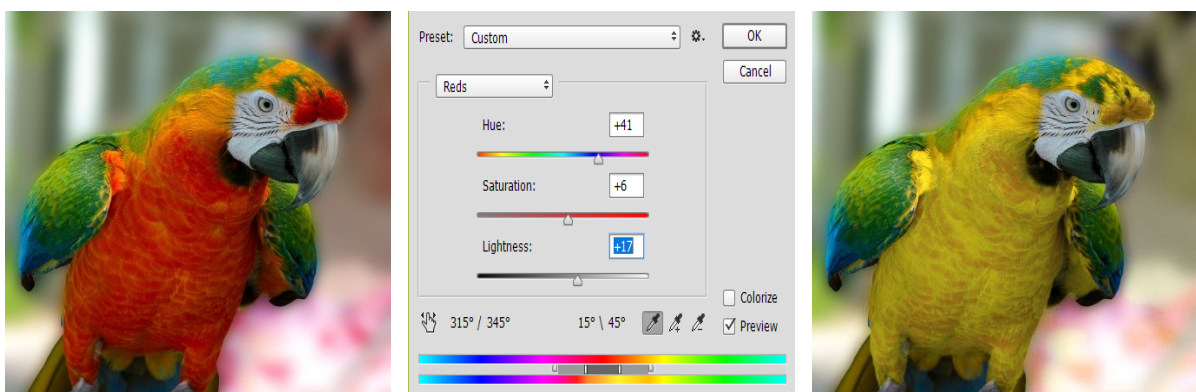 Preset: Custom OK
Cancel
Reds
Hue: +41
Saturation: +6
Lightness: +17
Colorize
315° / 345° 15° \ 45° Preview